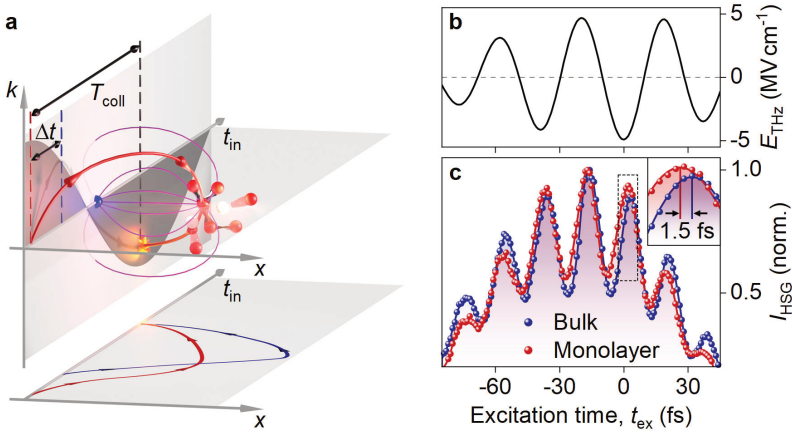 a
k
T_coll
Δt
t_in
x
t_in
x
b
5
0
-5
E_THz (MV cm⁻¹)
c
1.0
0.5
I_HSG (norm.)
1.5 fs
Bulk
Monolayer
-60
-30
0
30
Excitation time, t_ex (fs)